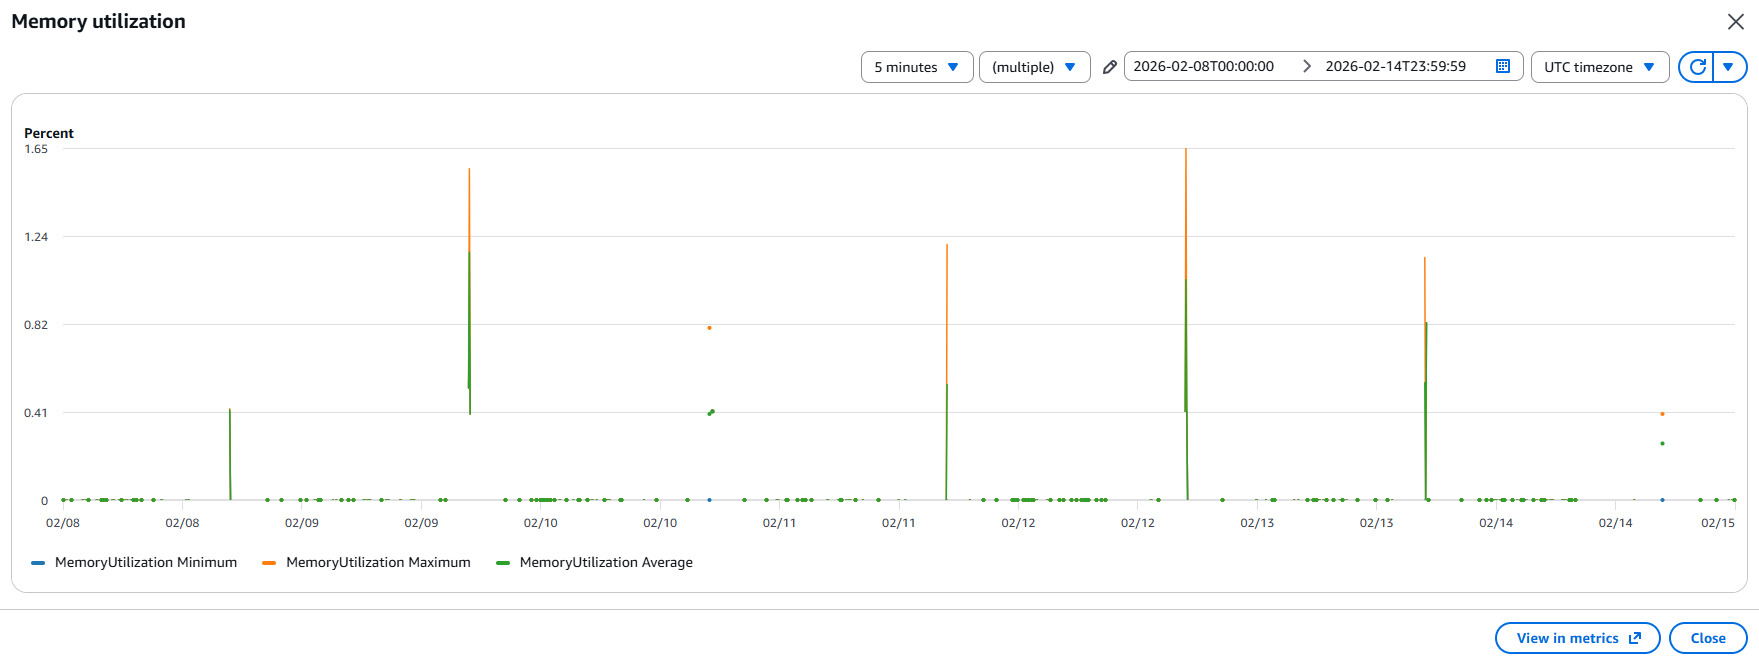 Memory utilization
5 minutes (multiple) 2026-02-08T00:00:00 2026-02-14T23:59:59 UTC timezone
Percent
1.65
1.24
0.82
0.41
0
02/08 02/08 02/09 02/09 02/10 02/10 02/11 02/11 02/12 02/12 02/13 02/13 02/14 02/14 02/15
MemoryUtilization Minimum MemoryUtilization Maximum MemoryUtilization Average
View in metrics Close